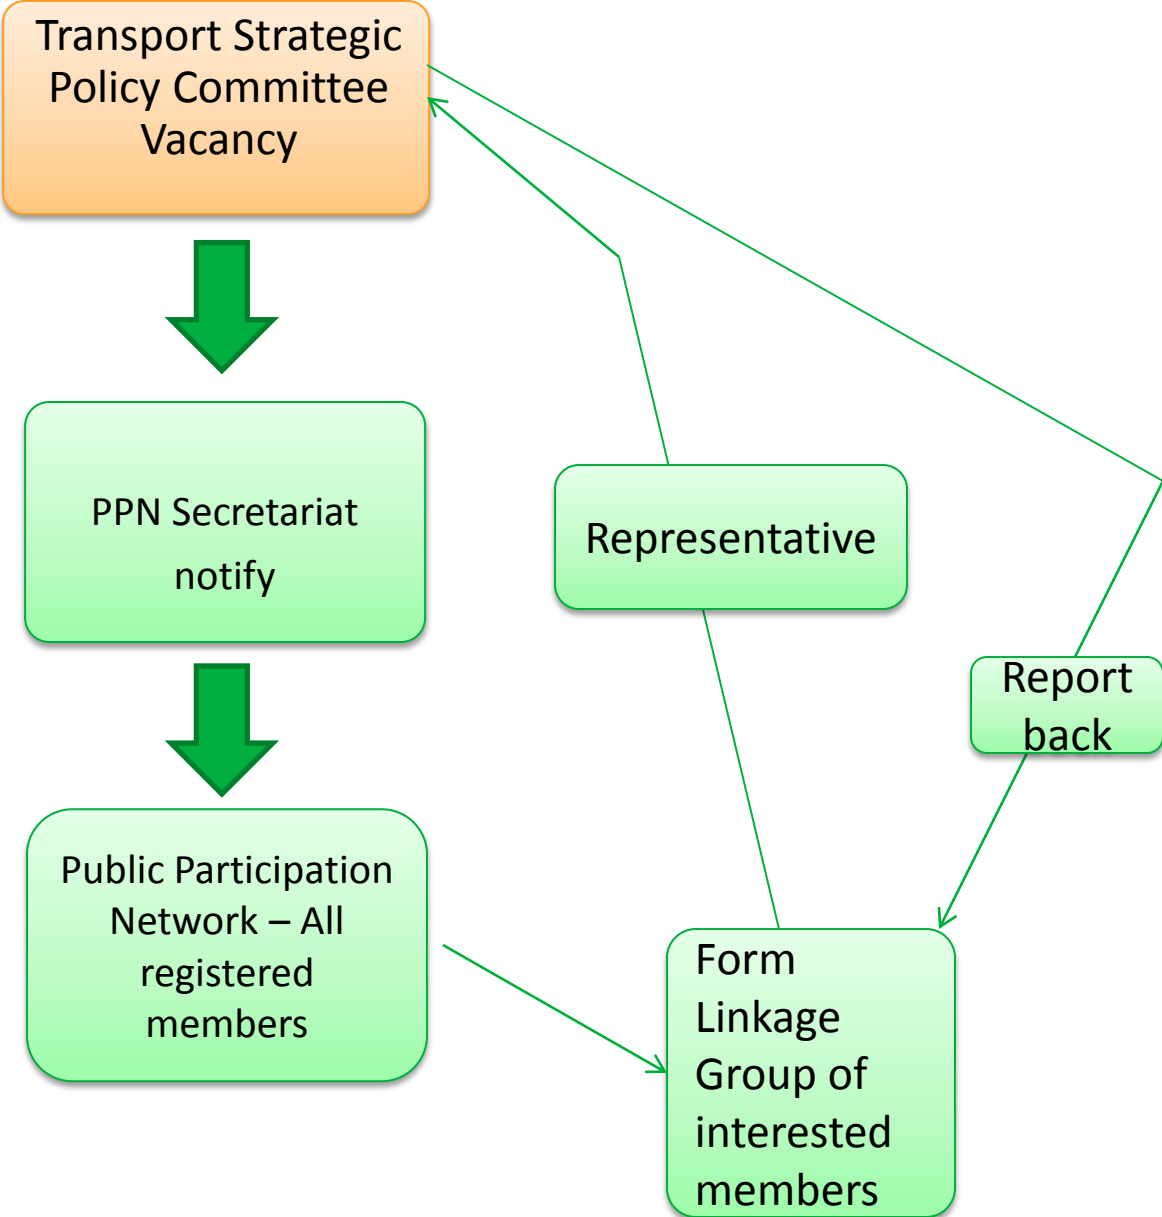 Transport Strategic
Policy Committee
Vacancy
PPN Secretariat
notify
Representative
Report
back
Public Participation
Network – All
registered
members
Form
Linkage
Group of
interested
members